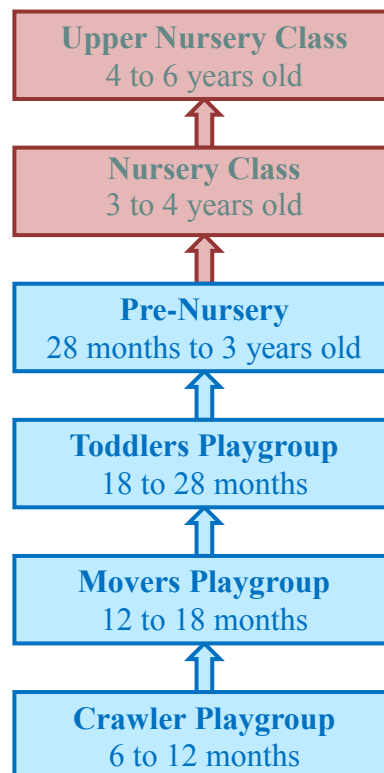 Upper Nursery Class
4 to 6 years old
Nursery Class
3 to 4 years old
Pre-Nursery
28 months to 3 years old
Toddlers Playgroup
18 to 28 months
Movers Playgroup
12 to 18 months
Crawler Playgroup
6 to 12 months